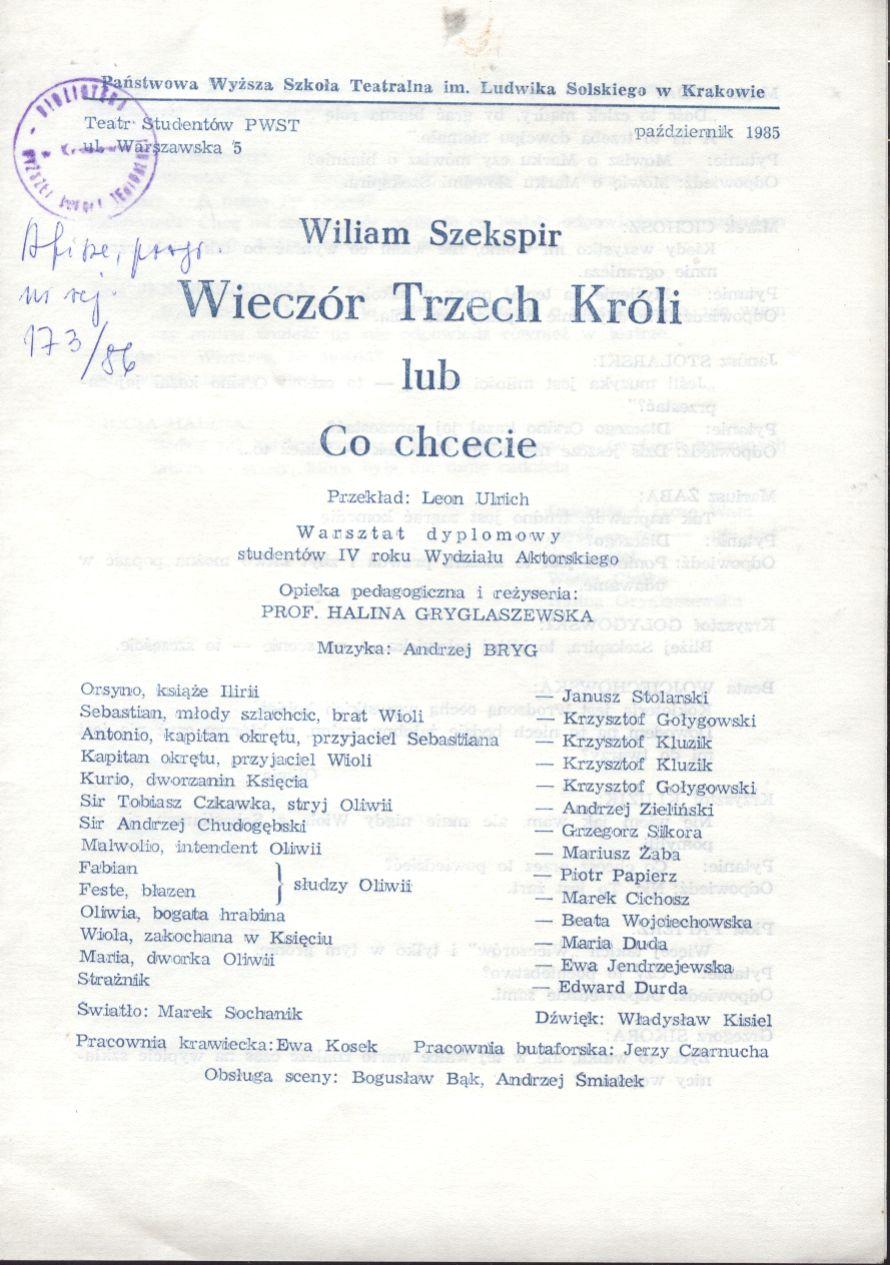 Państwowa Wyższa Szkoła Teatralna im. Ludwika Solskiego w Krakowie
Teatr Studentów PWST
październik 1985
ul. Warszawska 5
BIBLIOTEKA
Afisze, progr.
nr rej
173/86
Wiliam Szekspir
Wieczór Trzech Króli
lub
Co chcecie
Przekład: Leon Ulrich
Warsztat dyplomowy
studentów IV roku Wydziału Aktorskiego
Opieka pedagogiczna i reżyseria:
PROF. HALINA GRYGLASZEWSKA
Muzyka: Andrzej BRYG
Orsyno, książe Ilirii — Janusz Stolarski
Sebastian, młody szlachcic, brat Wioli — Krzysztof Gołygowski
Antonio, kapitan okrętu, przyjaciel Sebastiana — Krzysztof Kluzik
Kapitan okrętu, przyjaciel Wioli — Krzysztof Kluzik
Kurio, dworzanin Księcia — Krzysztof Gołygowski
Sir Tobiasz Czkawka, stryj Oliwii — Andrzej Zieliński
Sir Andrzej Chudogębski — Grzegorz Sikora
Malwolio, intendent Oliwii — Mariusz Żaba
Fabian — Piotr Papierz
słudzy Oliwii
Feste, błazen — Marek Cichosz
Oliwia, bogata hrabina — Beata Wojciechowska
Wiola, zakochana w Księciu — Maria Duda
Maria, dworka Oliwii — Ewa Jendrzejewska
Strażnik — Edward Durda
Światło: Marek Sochanik Dźwięk: Władysław Kisiel
Pracownia krawiecka: Ewa Kosek Pracownia butaforska: Jerzy Czarnucha
Obsługa sceny: Bogusław Bąk, Andrzej Śmiałek